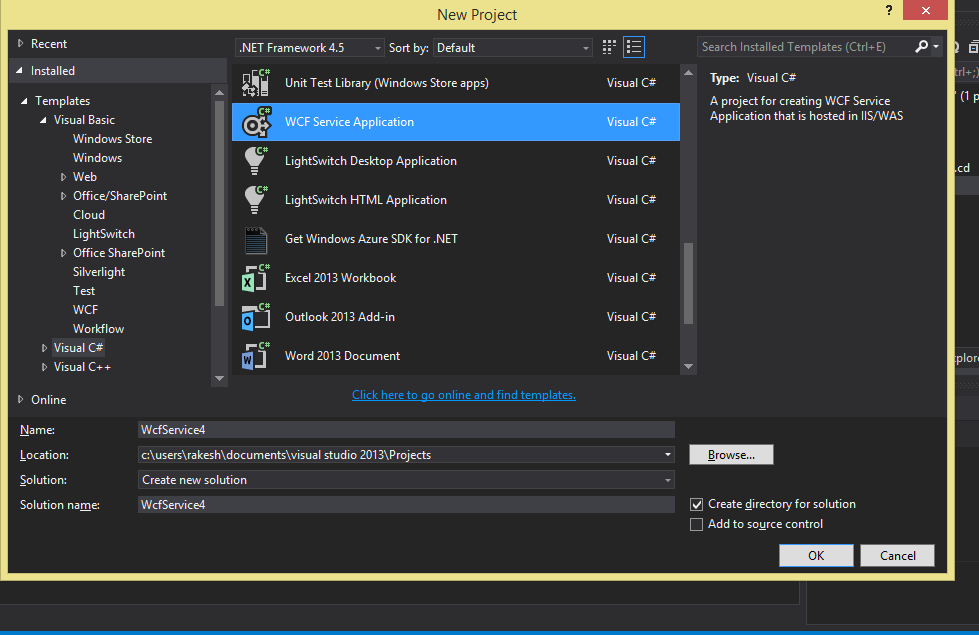 New Project
?
Recent
Installed
.NET Framework 4.5
Sort by:
Default
Search Installed Templates (Ctrl+E)
Templates
Visual Basic
Windows Store
Windows
Web
Office/SharePoint
Cloud
LightSwitch
Office SharePoint
Silverlight
Test
WCF
Workflow
Visual C#
Visual C++
Online
Unit Test Library (Windows Store apps) Visual C#
WCF Service Application Visual C#
LightSwitch Desktop Application Visual C#
LightSwitch HTML Application Visual C#
Get Windows Azure SDK for .NET Visual C#
Excel 2013 Workbook Visual C#
Outlook 2013 Add-in Visual C#
Word 2013 Document Visual C#
Click here to go online and find templates.
Type: Visual C#
A project for creating WCF Service
Application that is hosted in IIS/WAS
Name: WcfService4
Location: c:\users\rakesh\documents\visual studio 2013\Projects
Browse...
Solution: Create new solution
Solution name: WcfService4
Create directory for solution
Add to source control
OK
Cancel
trl+;)
' (1 p
.cd
xplore